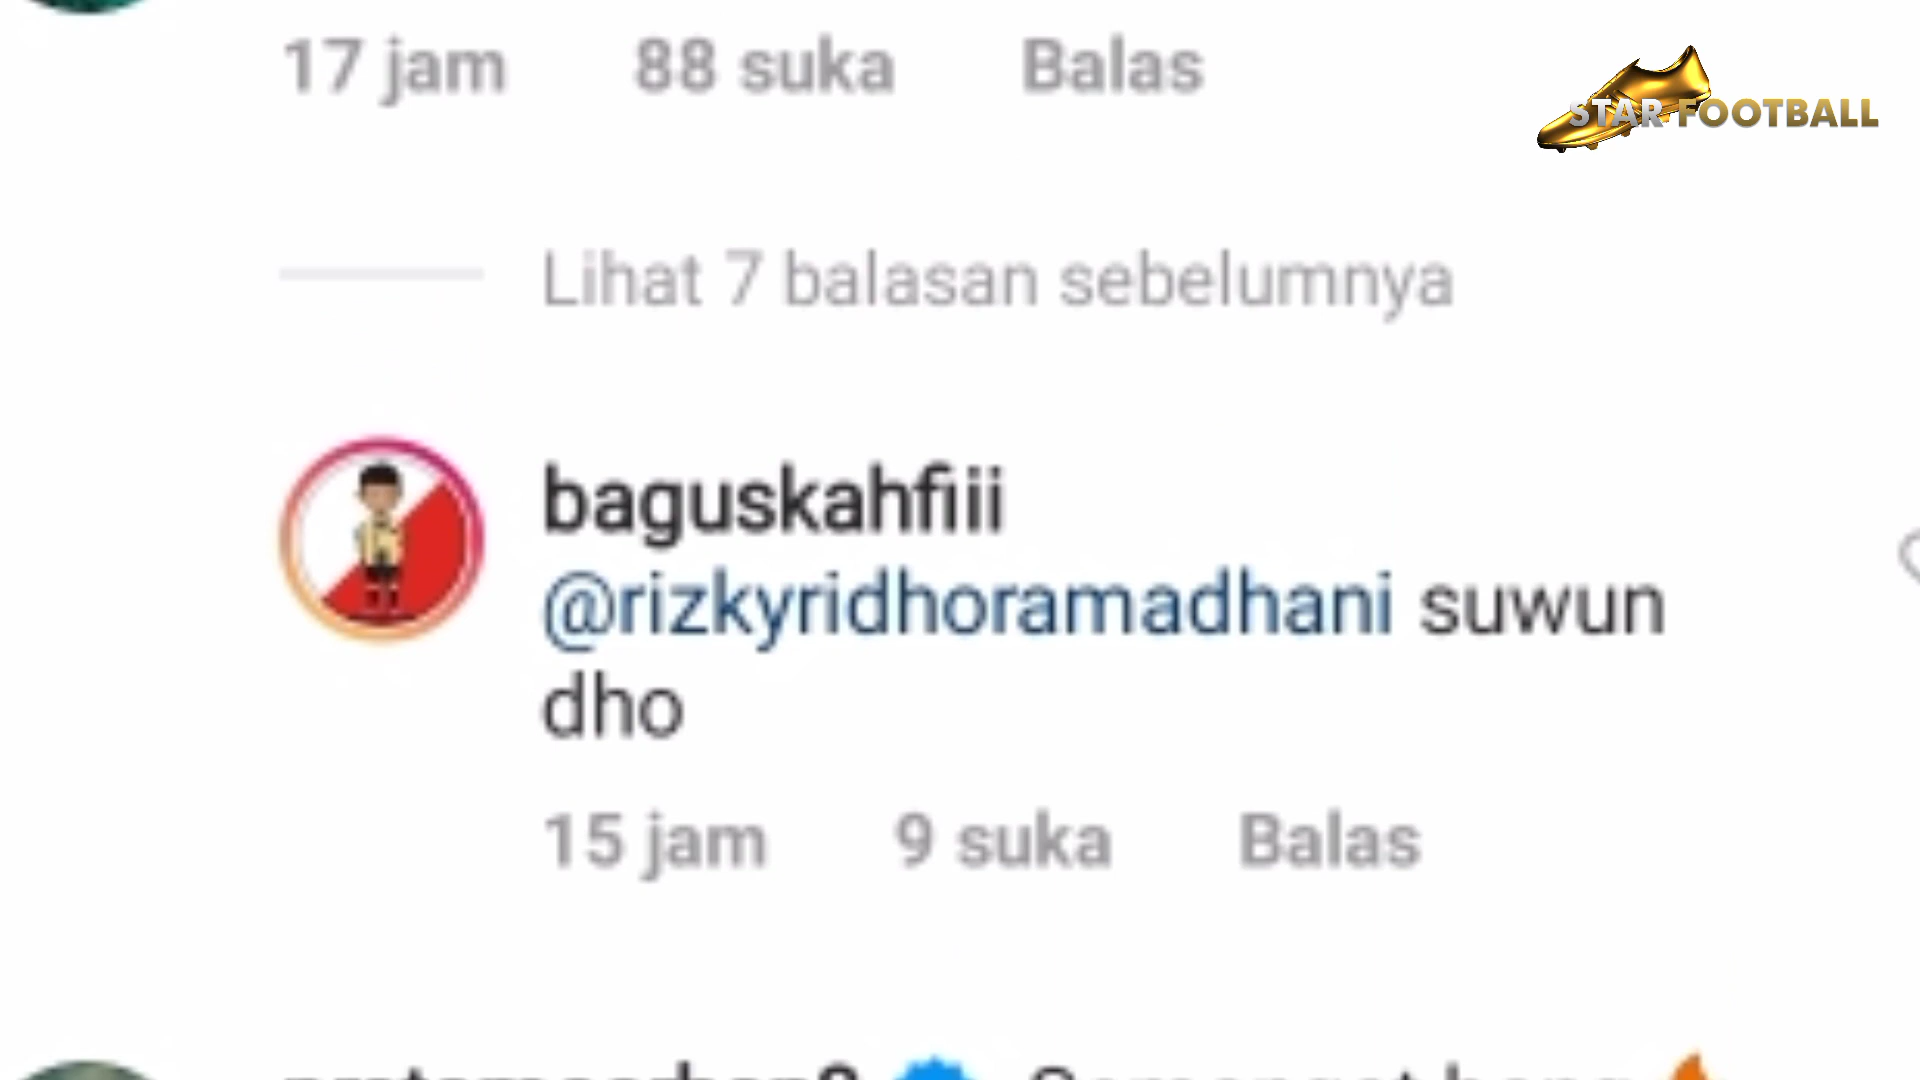 17 jam 88 suka Balas
STAR FOOTBALL
Lihat 7 balasan sebelumnya
baguskahfiii
@rizkyridhoramadhani suwun
dho
15 jam 9 suka Balas